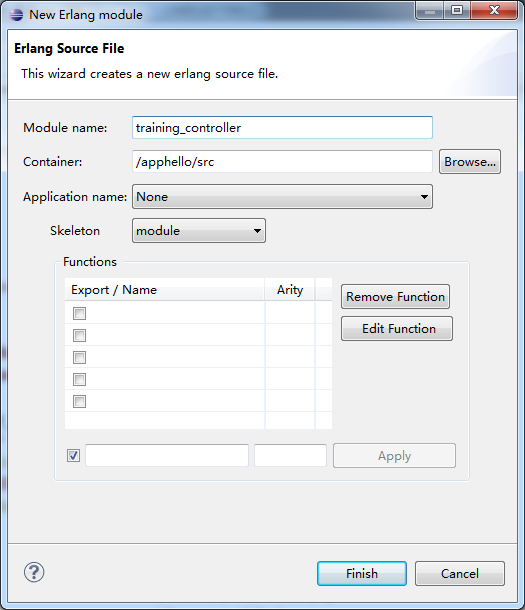 New Erlang module
Erlang Source File
This wizard creates a new erlang source file.
Module name: training_controller
Container: /apphello/src Browse...
Application name: None
Skeleton module
Functions
Export / Name Arity
Remove Function
Edit Function
Apply
Finish Cancel